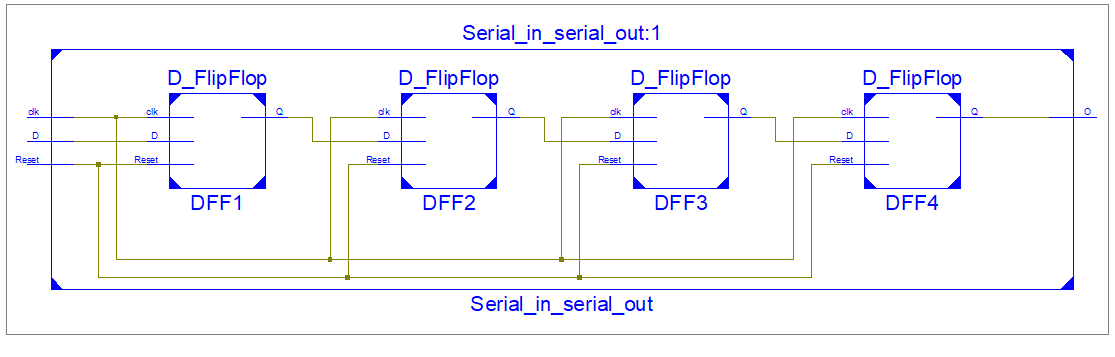 Serial_in_serial_out:1
D_FlipFlop D_FlipFlop D_FlipFlop D_FlipFlop
clk clk Q clk Q clk Q clk Q O
D D D D D
Reset Reset Reset Reset Reset
DFF1 DFF2 DFF3 DFF4
Serial_in_serial_out